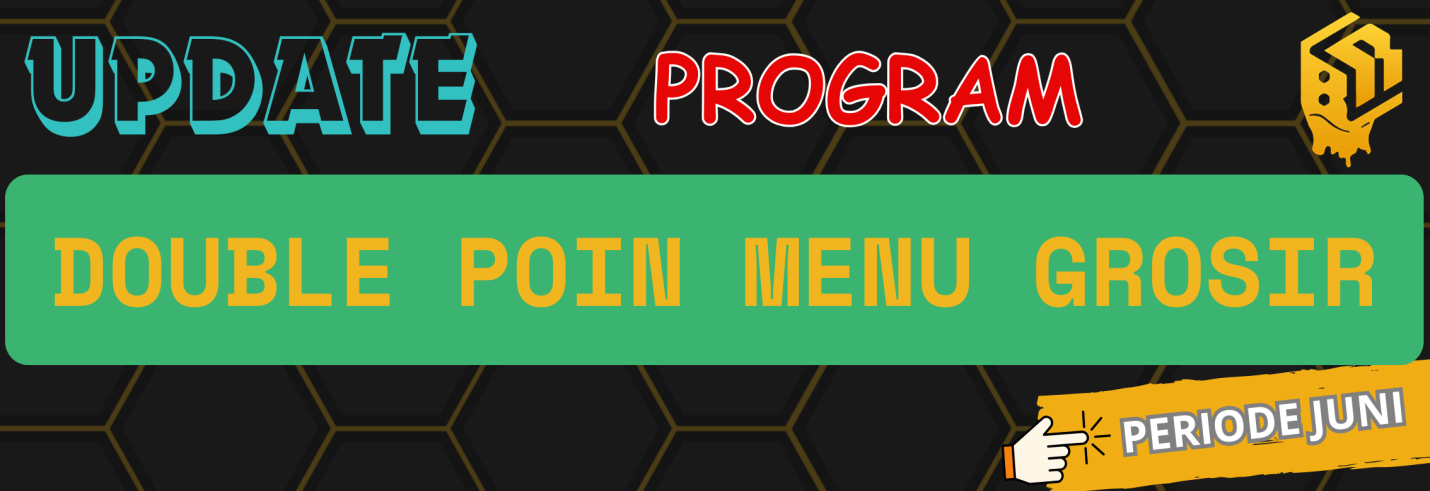 UPDATE PROGRAM
DOUBLE POIN MENU GROSIR
PERIODE JUNI